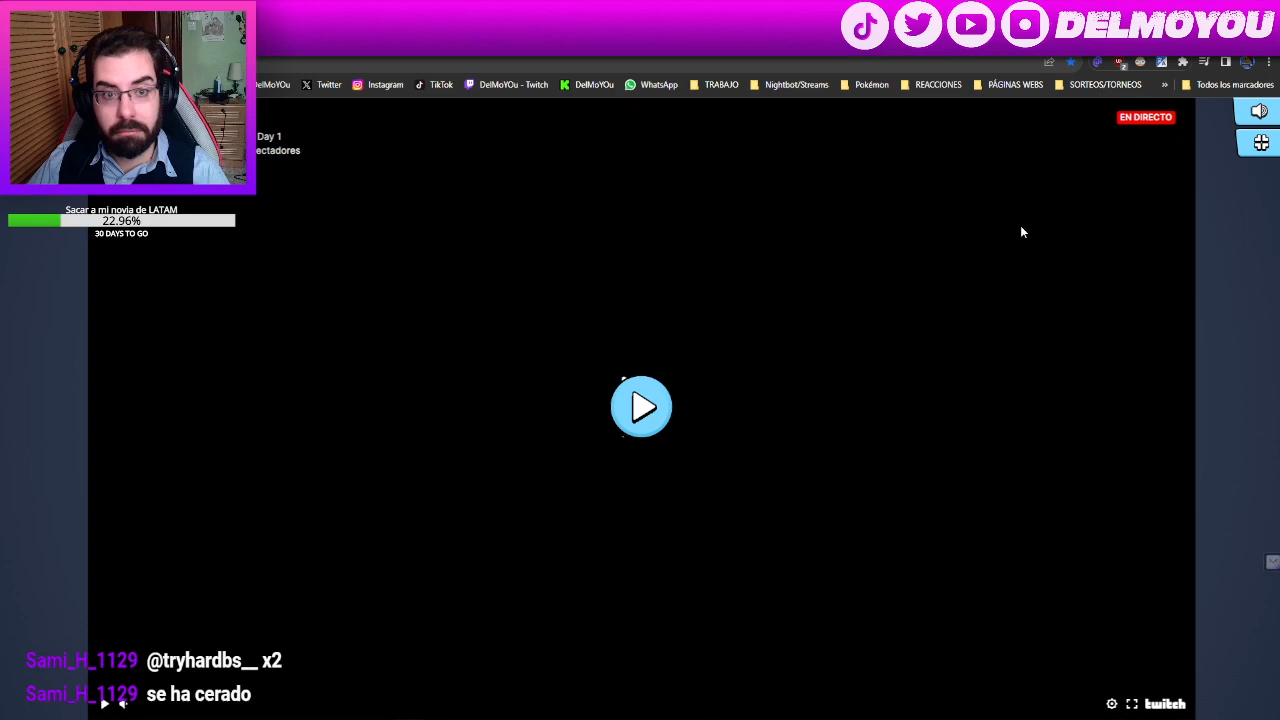 DELMOYOU
DelMoYOu
Twitter
Instagram
TikTok
DelMoYOu - Twitch
DelMoYOu
WhatsApp
TRABAJO
Nightbot/Streams
Pokémon
REACCIONES
PÁGINAS WEBS
SORTEOS/TORNEOS
»
Todos los marcadores
EN DIRECTO
Day 1
ectadores
Sacar a mi novia de LATAM
22.96%
30 DAYS TO GO
Sami_H_1129 @tryhardbs__ x2
Sami_H_1129 se ha cerado
twitch